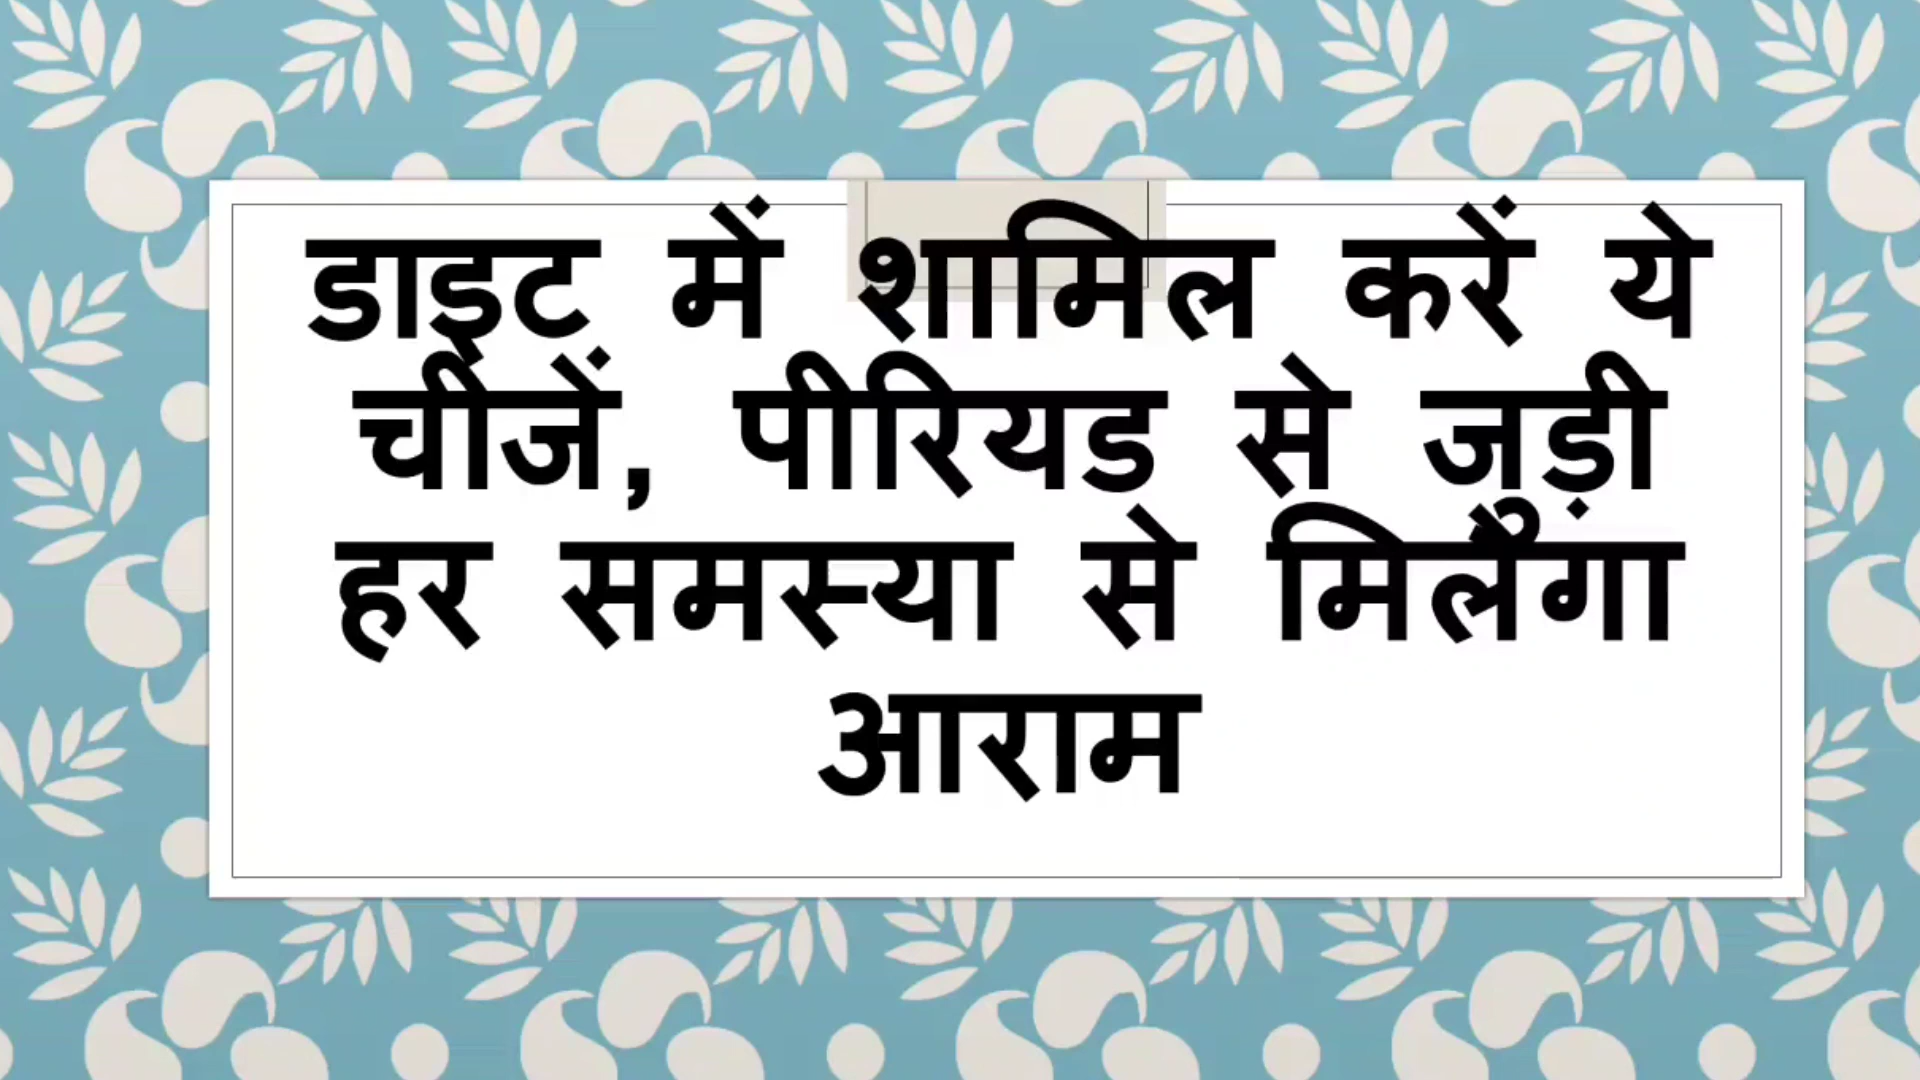 डाइट में शामिल करें ये
चीजें, पीरियड से जुड़ी
हर समस्या से मिलेगा
आराम